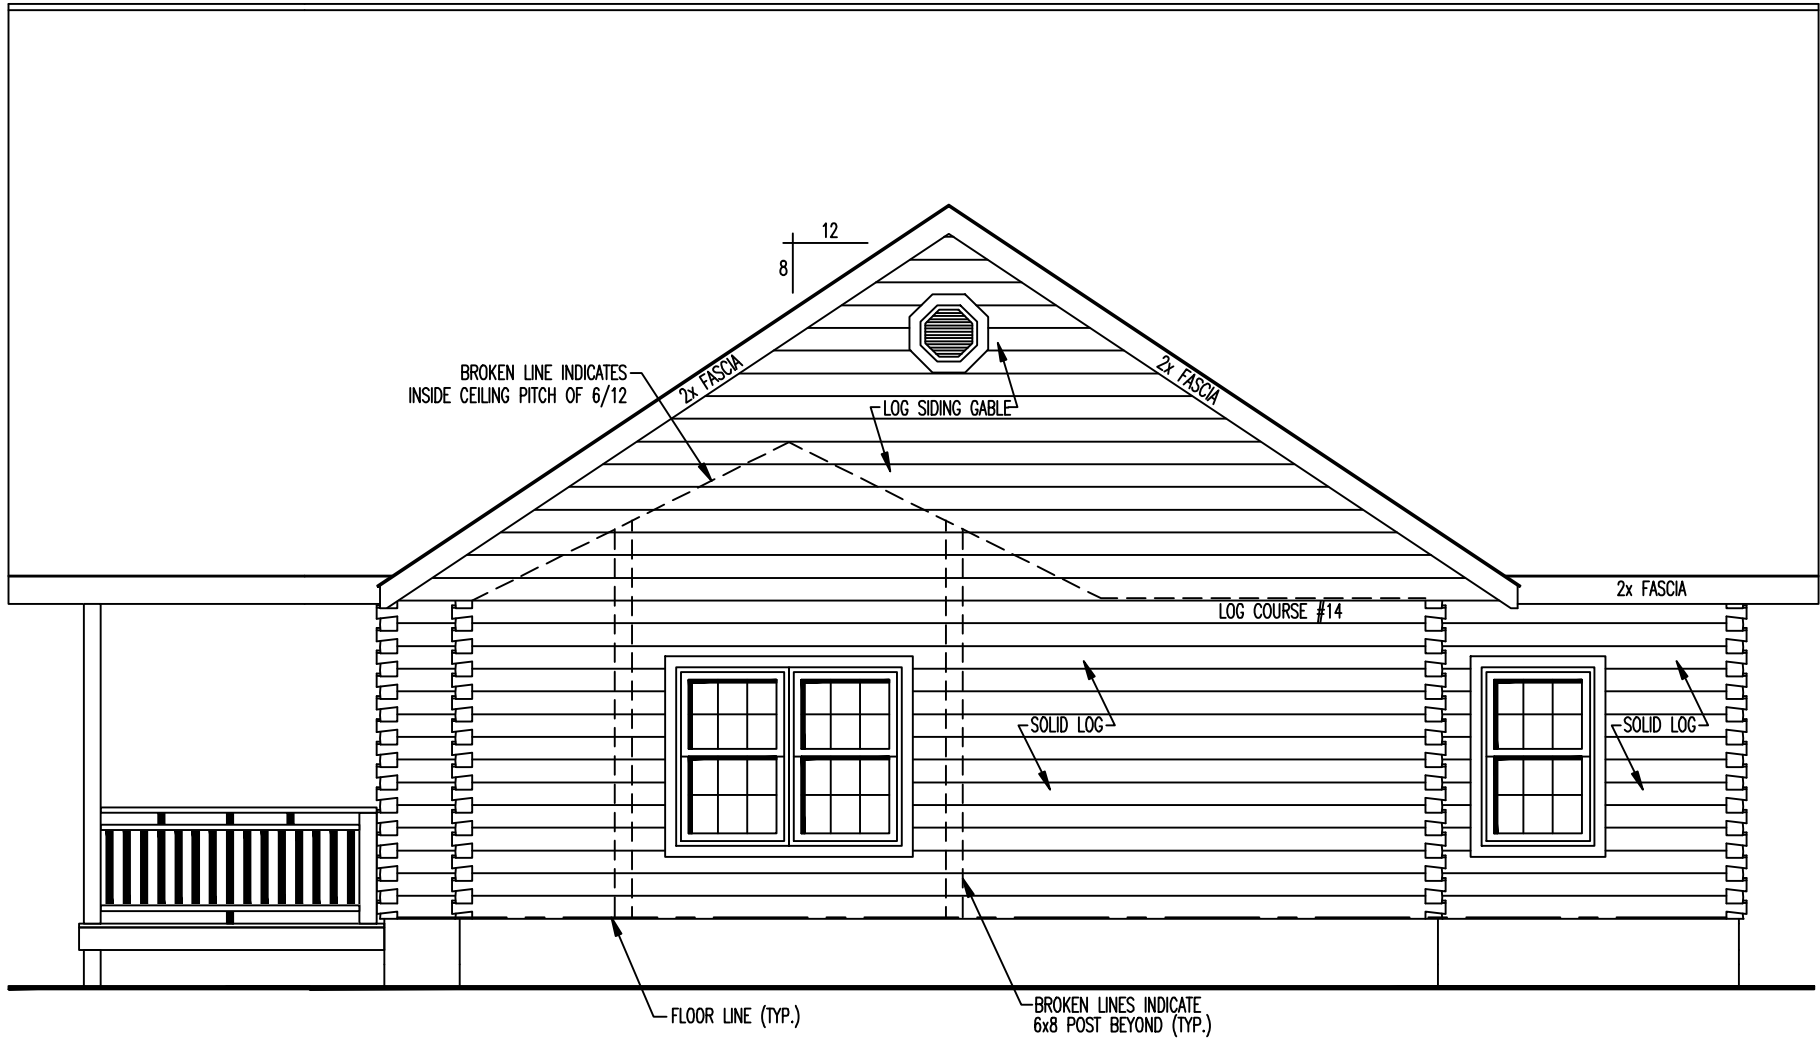 12
8
BROKEN LINE INDICATES
INSIDE CEILING PITCH OF 6/12
2x FASCIA
2x FASCIA
LOG SIDING GABLE
2x FASCIA
LOG COURSE #14
SOLID LOG
SOLID LOG
FLOOR LINE (TYP.)
BROKEN LINES INDICATE
6x8 POST BEYOND (TYP.)